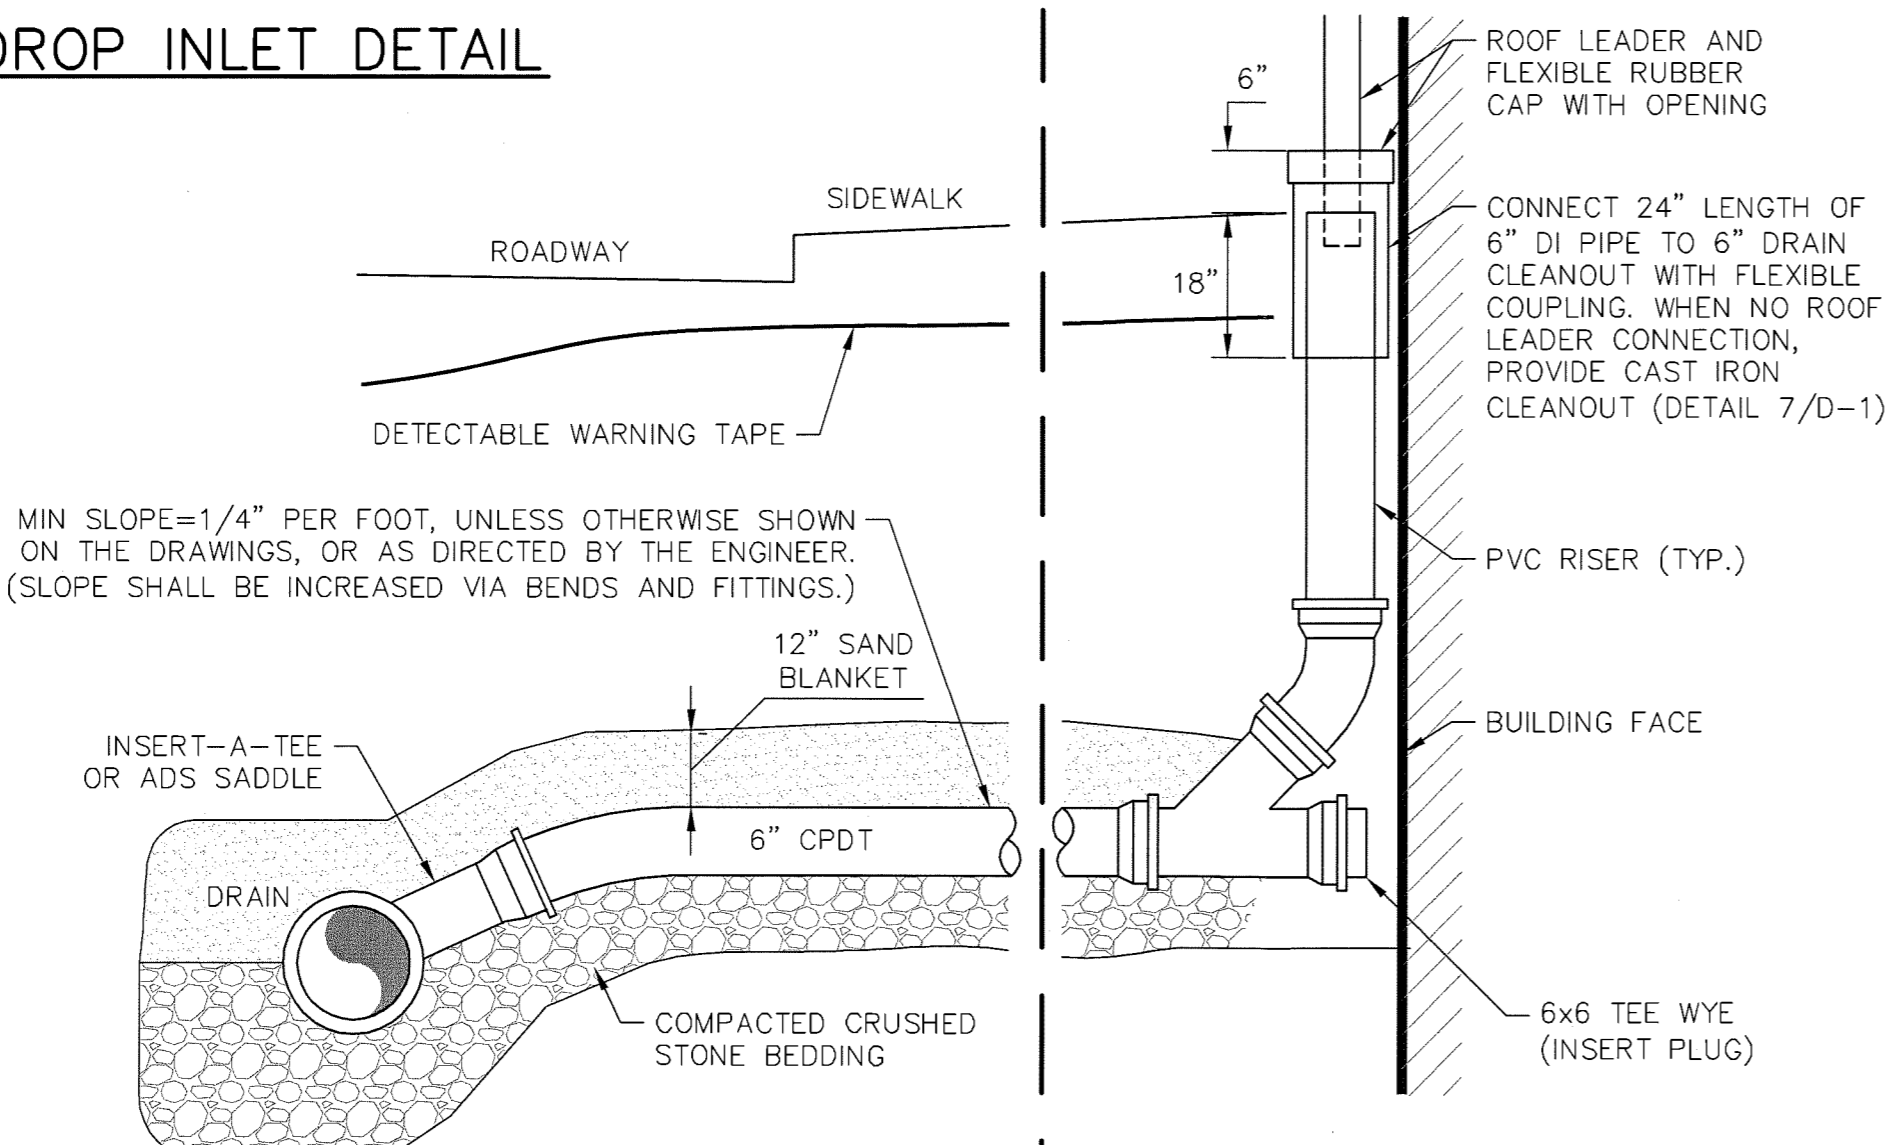 DROP INLET DETAIL
ROOF LEADER AND
FLEXIBLE RUBBER
CAP WITH OPENING
6”
SIDEWALK
ROADWAY
18”
CONNECT 24” LENGTH OF
6” DI PIPE TO 6” DRAIN
CLEANOUT WITH FLEXIBLE
COUPLING. WHEN NO ROOF
LEADER CONNECTION,
PROVIDE CAST IRON
CLEANOUT (DETAIL 7/D-1)
DETECTABLE WARNING TAPE
MIN SLOPE=1/4” PER FOOT, UNLESS OTHERWISE SHOWN
ON THE DRAWINGS, OR AS DIRECTED BY THE ENGINEER.
(SLOPE SHALL BE INCREASED VIA BENDS AND FITTINGS.)
PVC RISER (TYP.)
12” SAND
BLANKET
INSERT-A-TEE
OR ADS SADDLE
BUILDING FACE
6” CPDT
DRAIN
COMPACTED CRUSHED
STONE BEDDING
6x6 TEE WYE
(INSERT PLUG)